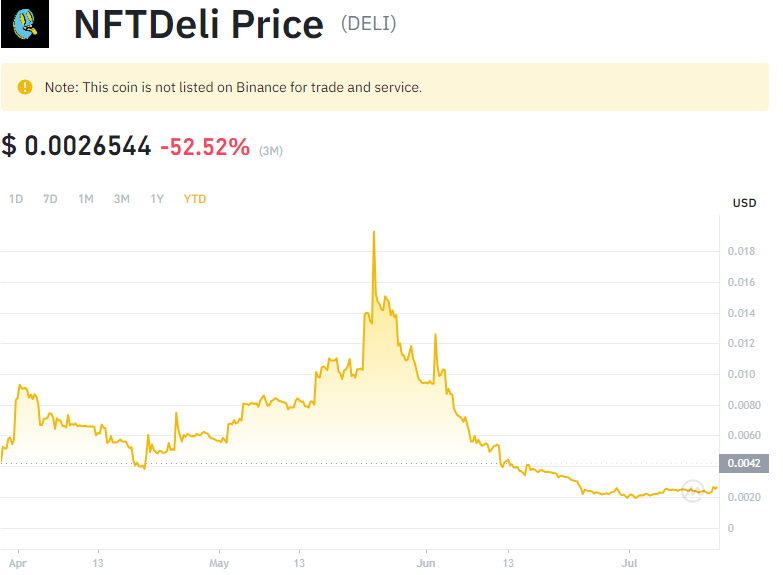 NFTDeli Price (DELI)
Note: This coin is not listed on Binance for trade and service.
$ 0.0026544 -52.52% (3M)
1D 7D 1M 3M 1Y YTD
USD
0.018
0.016
0.014
0.012
0.010
0.0080
0.0060
0.0042
0.0020
0
Apr 13 May 13 Jun 13 Jul